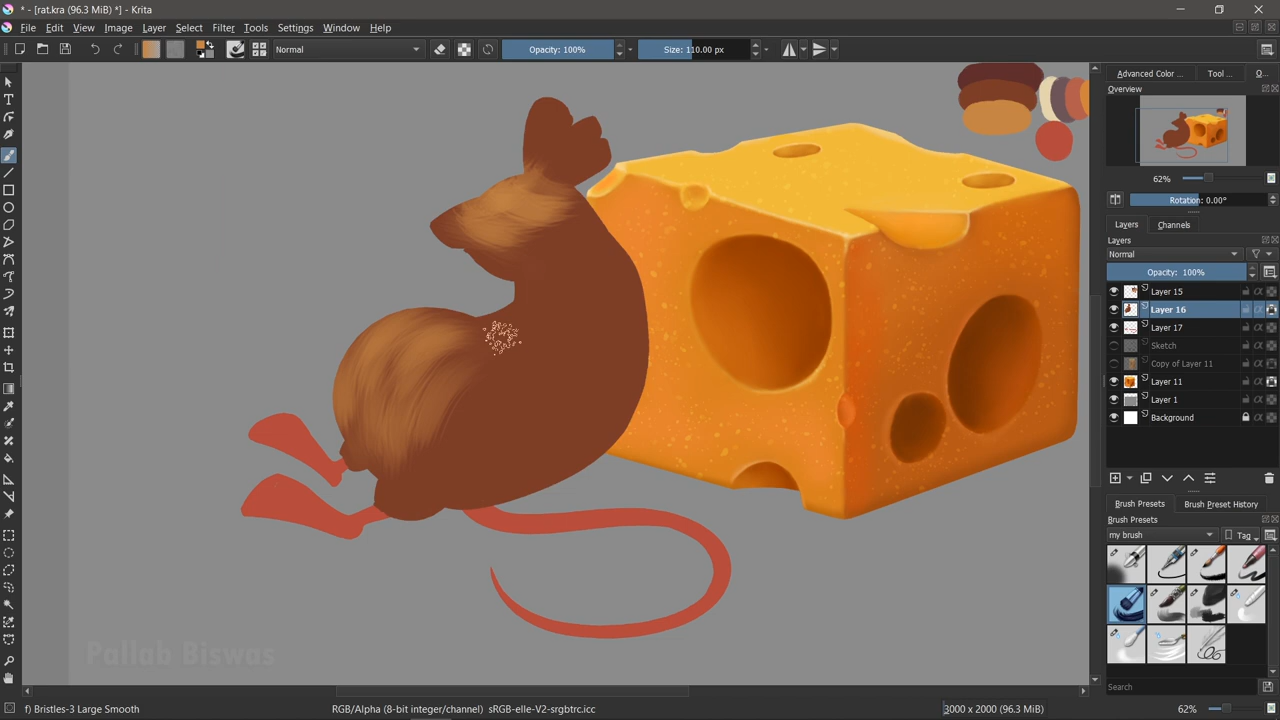 * - [rat.kra (96.3 MiB) *] - Krita
File Edit View Image Layer Select Filter Tools Settings Window Help
Normal Opacity: 100% Size: 110.00 px
Advanced Color ... Tool ... O...
Overview
62%
Rotation: 0.00°
Layers Channels
Layers
Normal
Opacity: 100%
Layer 15
Layer 16
Layer 17
Sketch
Copy of Layer 11
Layer 11
Layer 1
Background
Brush Presets Brush Preset History
Brush Presets
my brush Tag
Search
Pallab Biswas
f) Bristles-3 Large Smooth RGB/Alpha (8-bit integer/channel) sRGB-elle-V2-srgbtrc.icc 3000 x 2000 (96.3 MiB) 62%